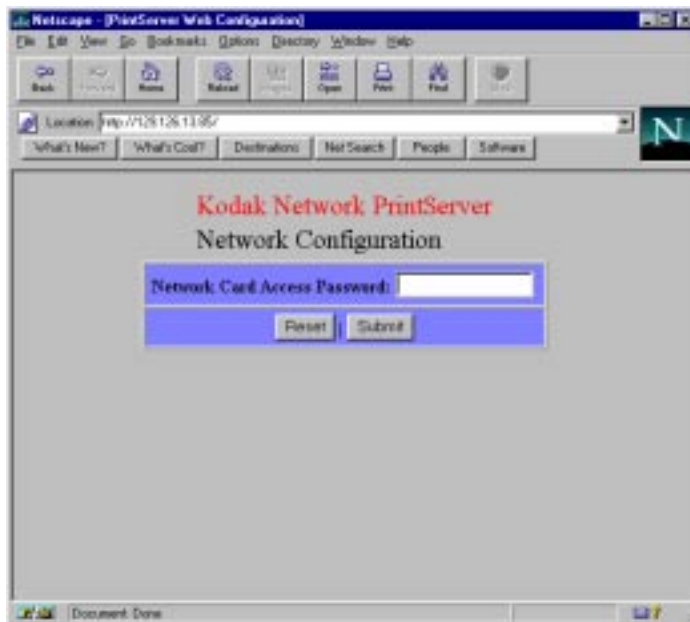 Netscape - [PrintServer Web Configuration]
File Edit View Go Bookmarks Options Directory Window Help
Back Forward Home Reload Images Open Print Find Stop
Location: http://128.126.13.85/
What's New? What's Cool? Destinations Net Search People Software
N
Kodak Network PrintServer
Network Configuration
Network Card Access Password:
Reset | Submit
Document: Done